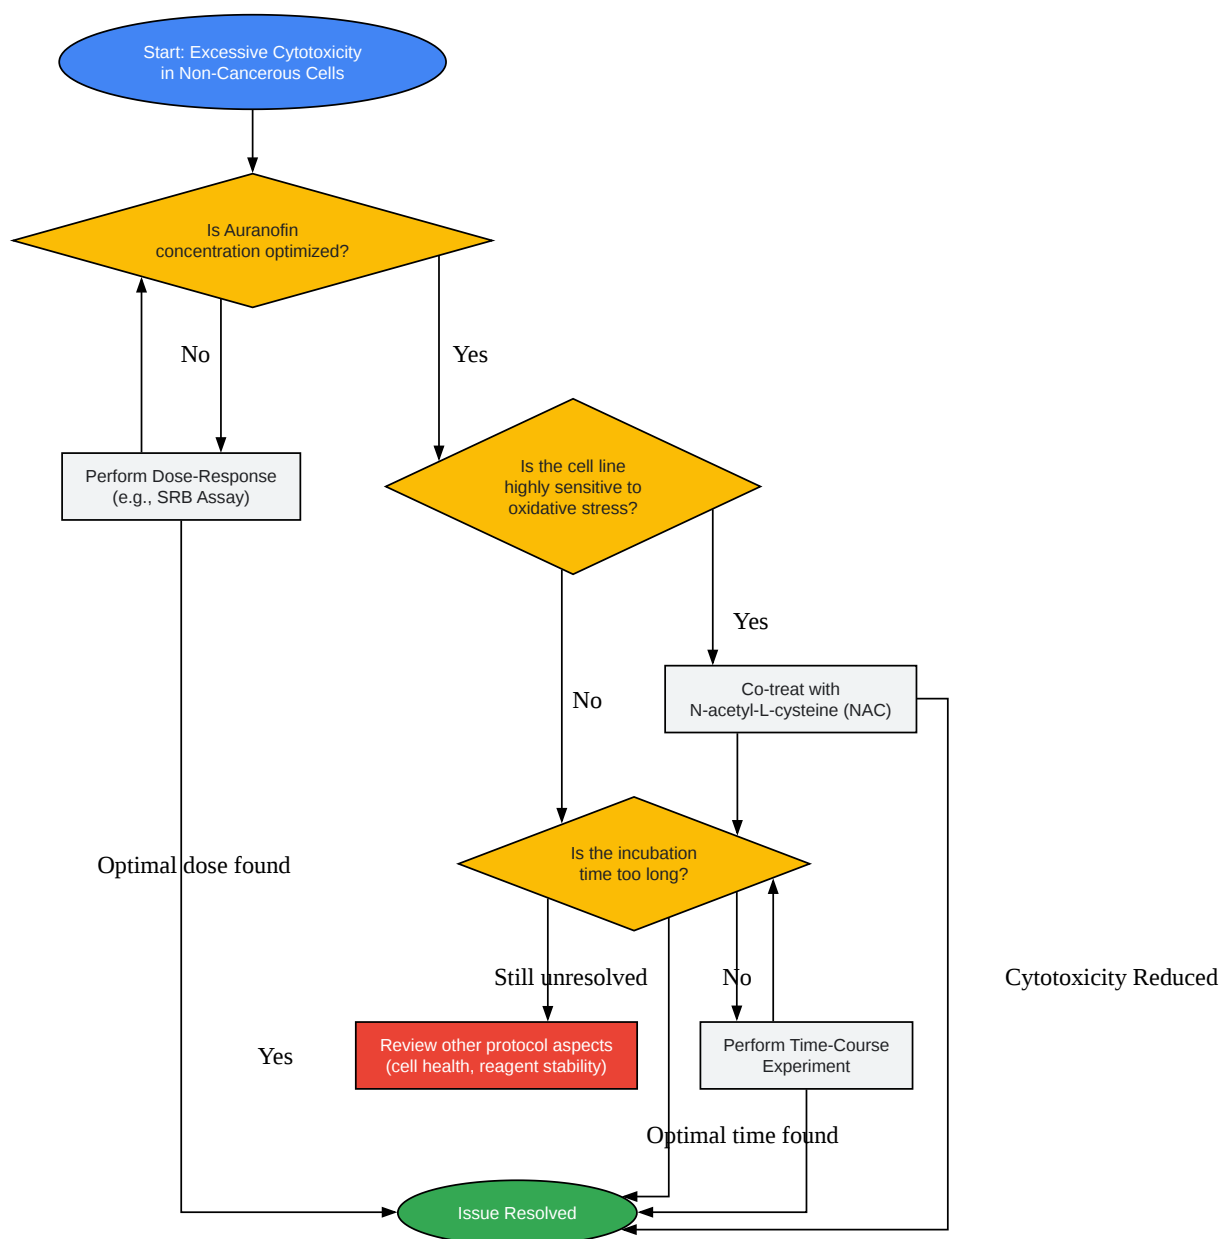 Start: Excessive Cytotoxicity
in Non-Cancerous Cells
Is Auranofin
concentration optimized?
No
Yes
Perform Dose-Response
(e.g., SRB Assay)
Is the cell line
highly sensitive to
oxidative stress?
Yes
No
Co-treat with
N-acetyl-L-cysteine (NAC)
Is the incubation
time too long?
Optimal dose found
Still unresolved
No
Cytotoxicity Reduced
Yes
Review other protocol aspects
(cell health, reagent stability)
Perform Time-Course
Experiment
Optimal time found
Issue Resolved